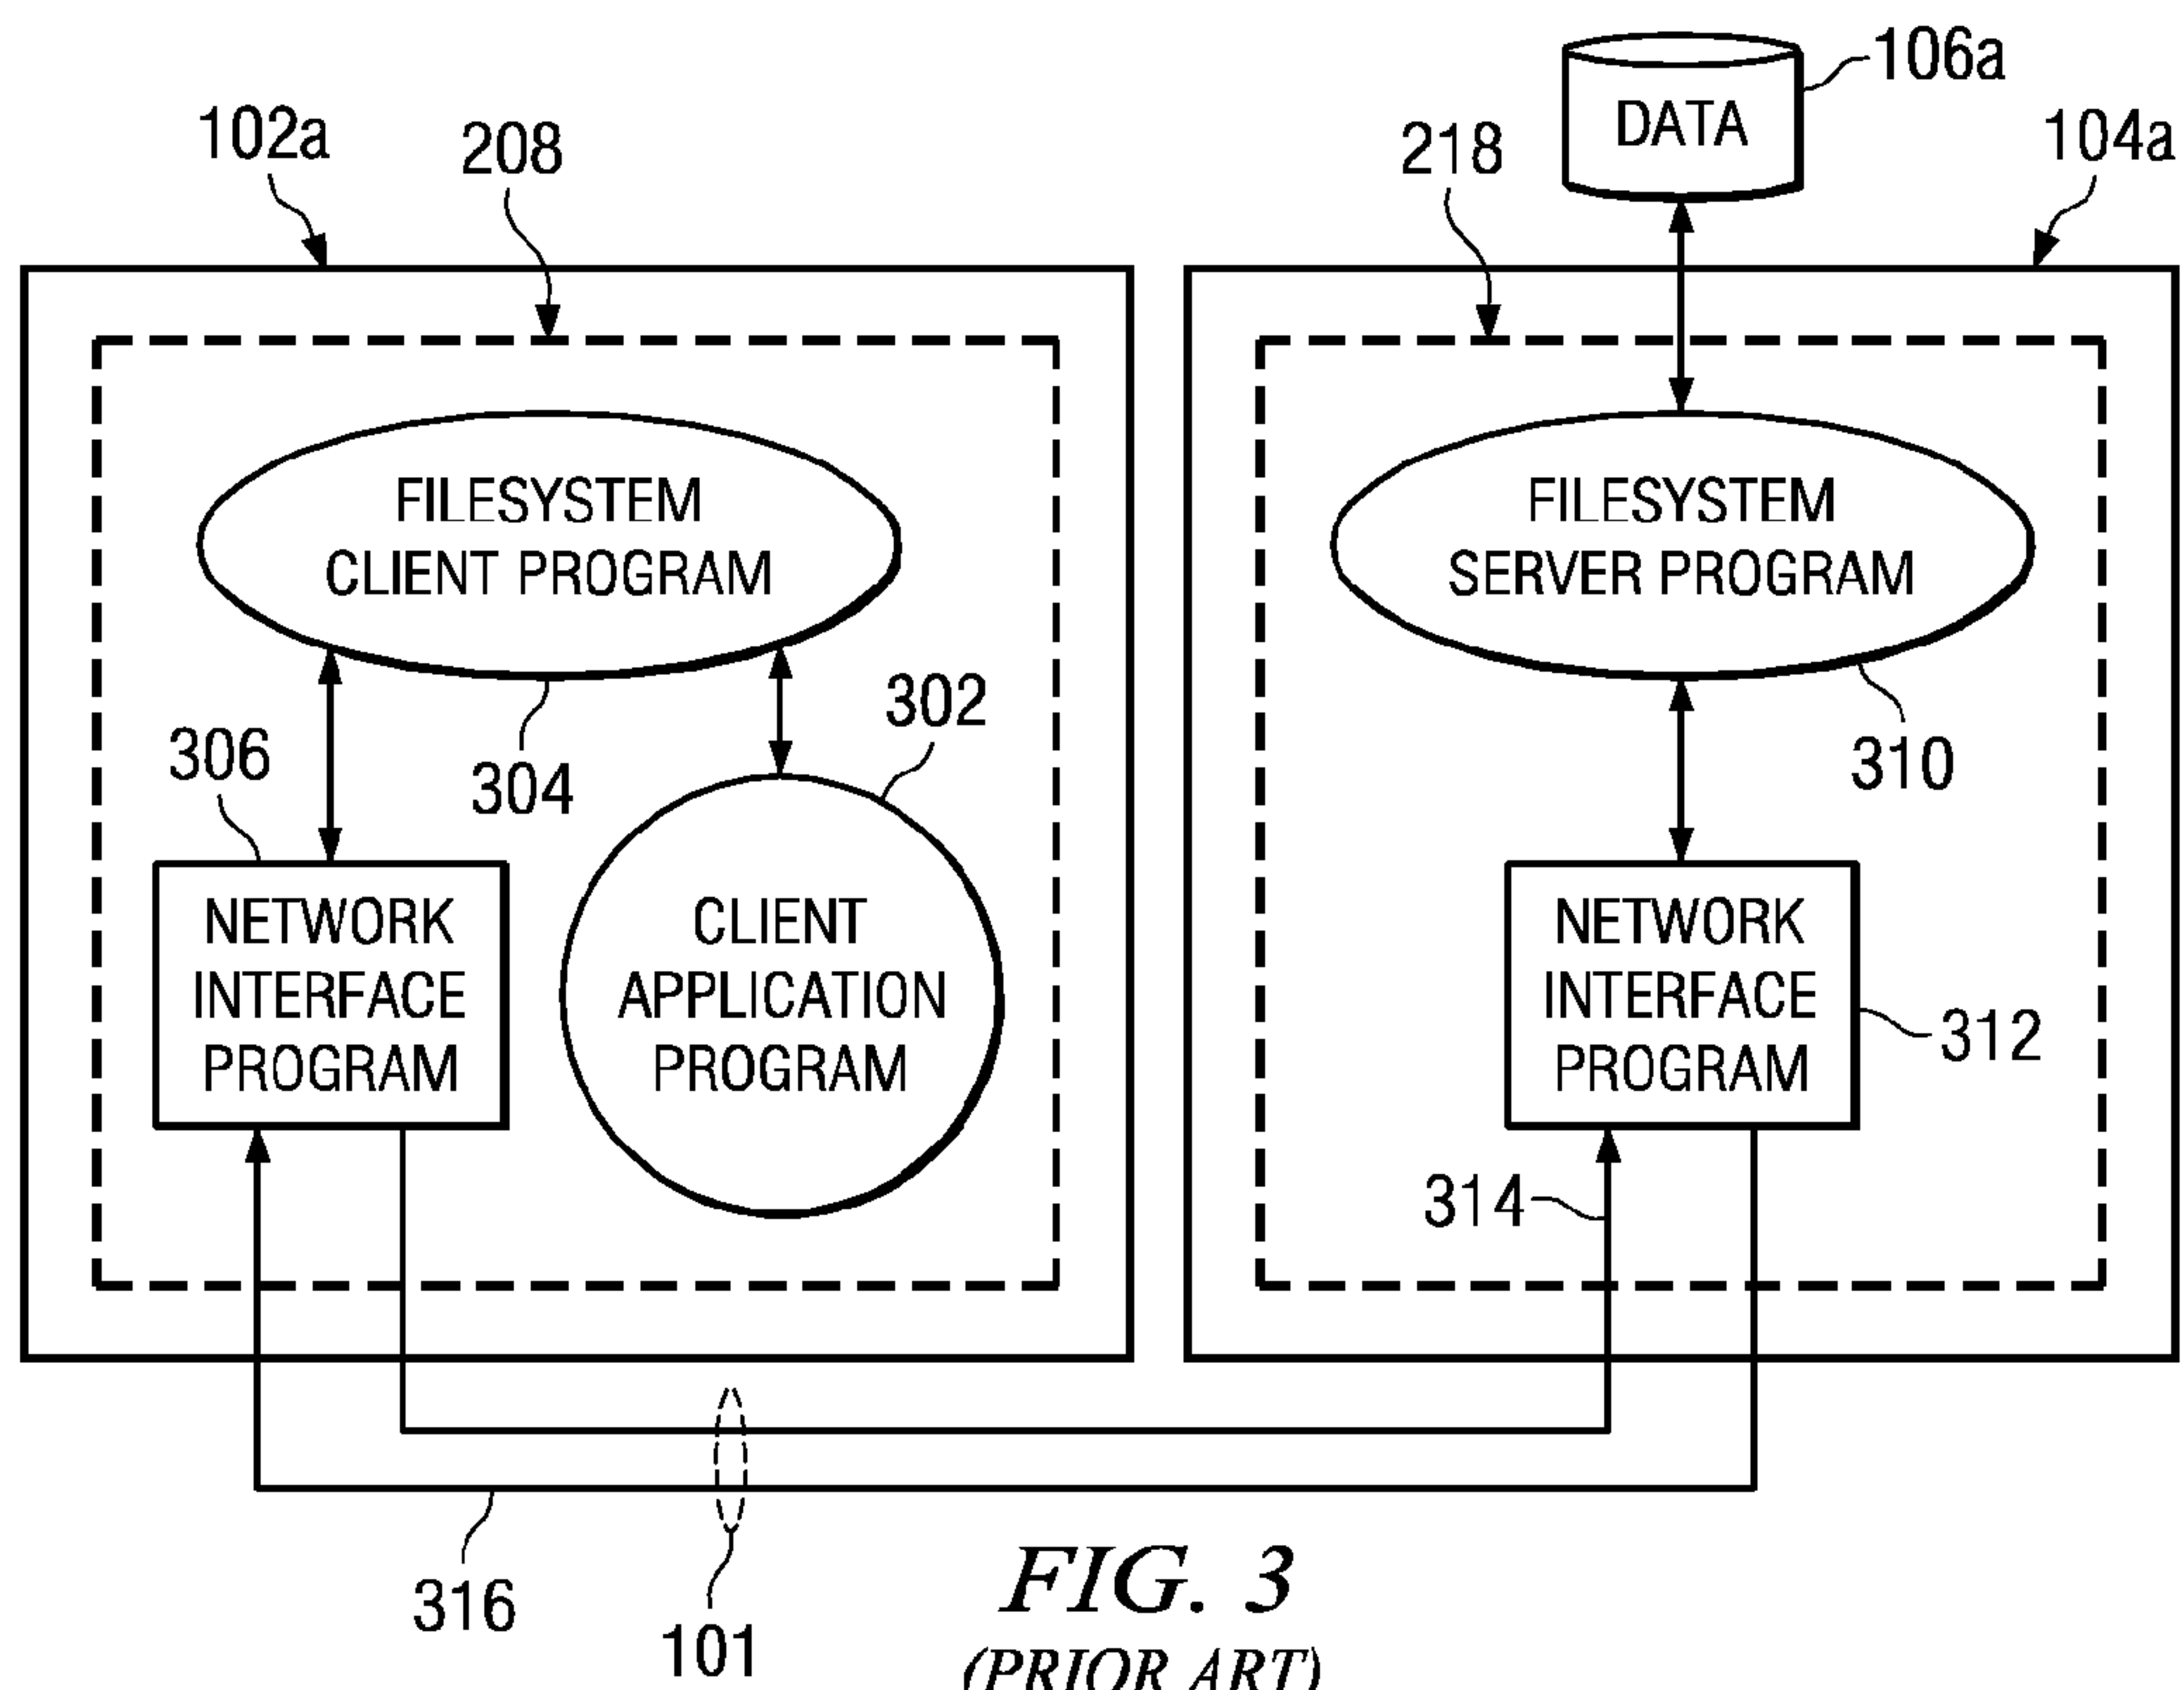 106a
DATA
102a
208
218
104a
FILESYSTEM
CLIENT PROGRAM
FILESYSTEM
SERVER PROGRAM
302
306
304
310
NETWORK
INTERFACE
PROGRAM
CLIENT
APPLICATION
PROGRAM
NETWORK
INTERFACE
PROGRAM
312
314
316
101
FIG. 3
(PRIOR ART)